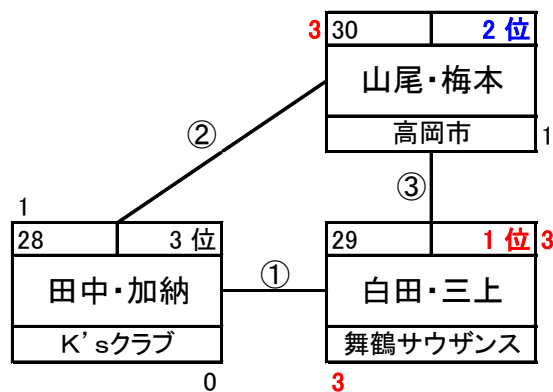 3 30 2 位
山尾・梅本
高岡市 1
②
③
1
28 3 位
田中・加納
K’sクラブ
0
①
29 1 位 3
白田・三上
舞鶴サウザンス
3